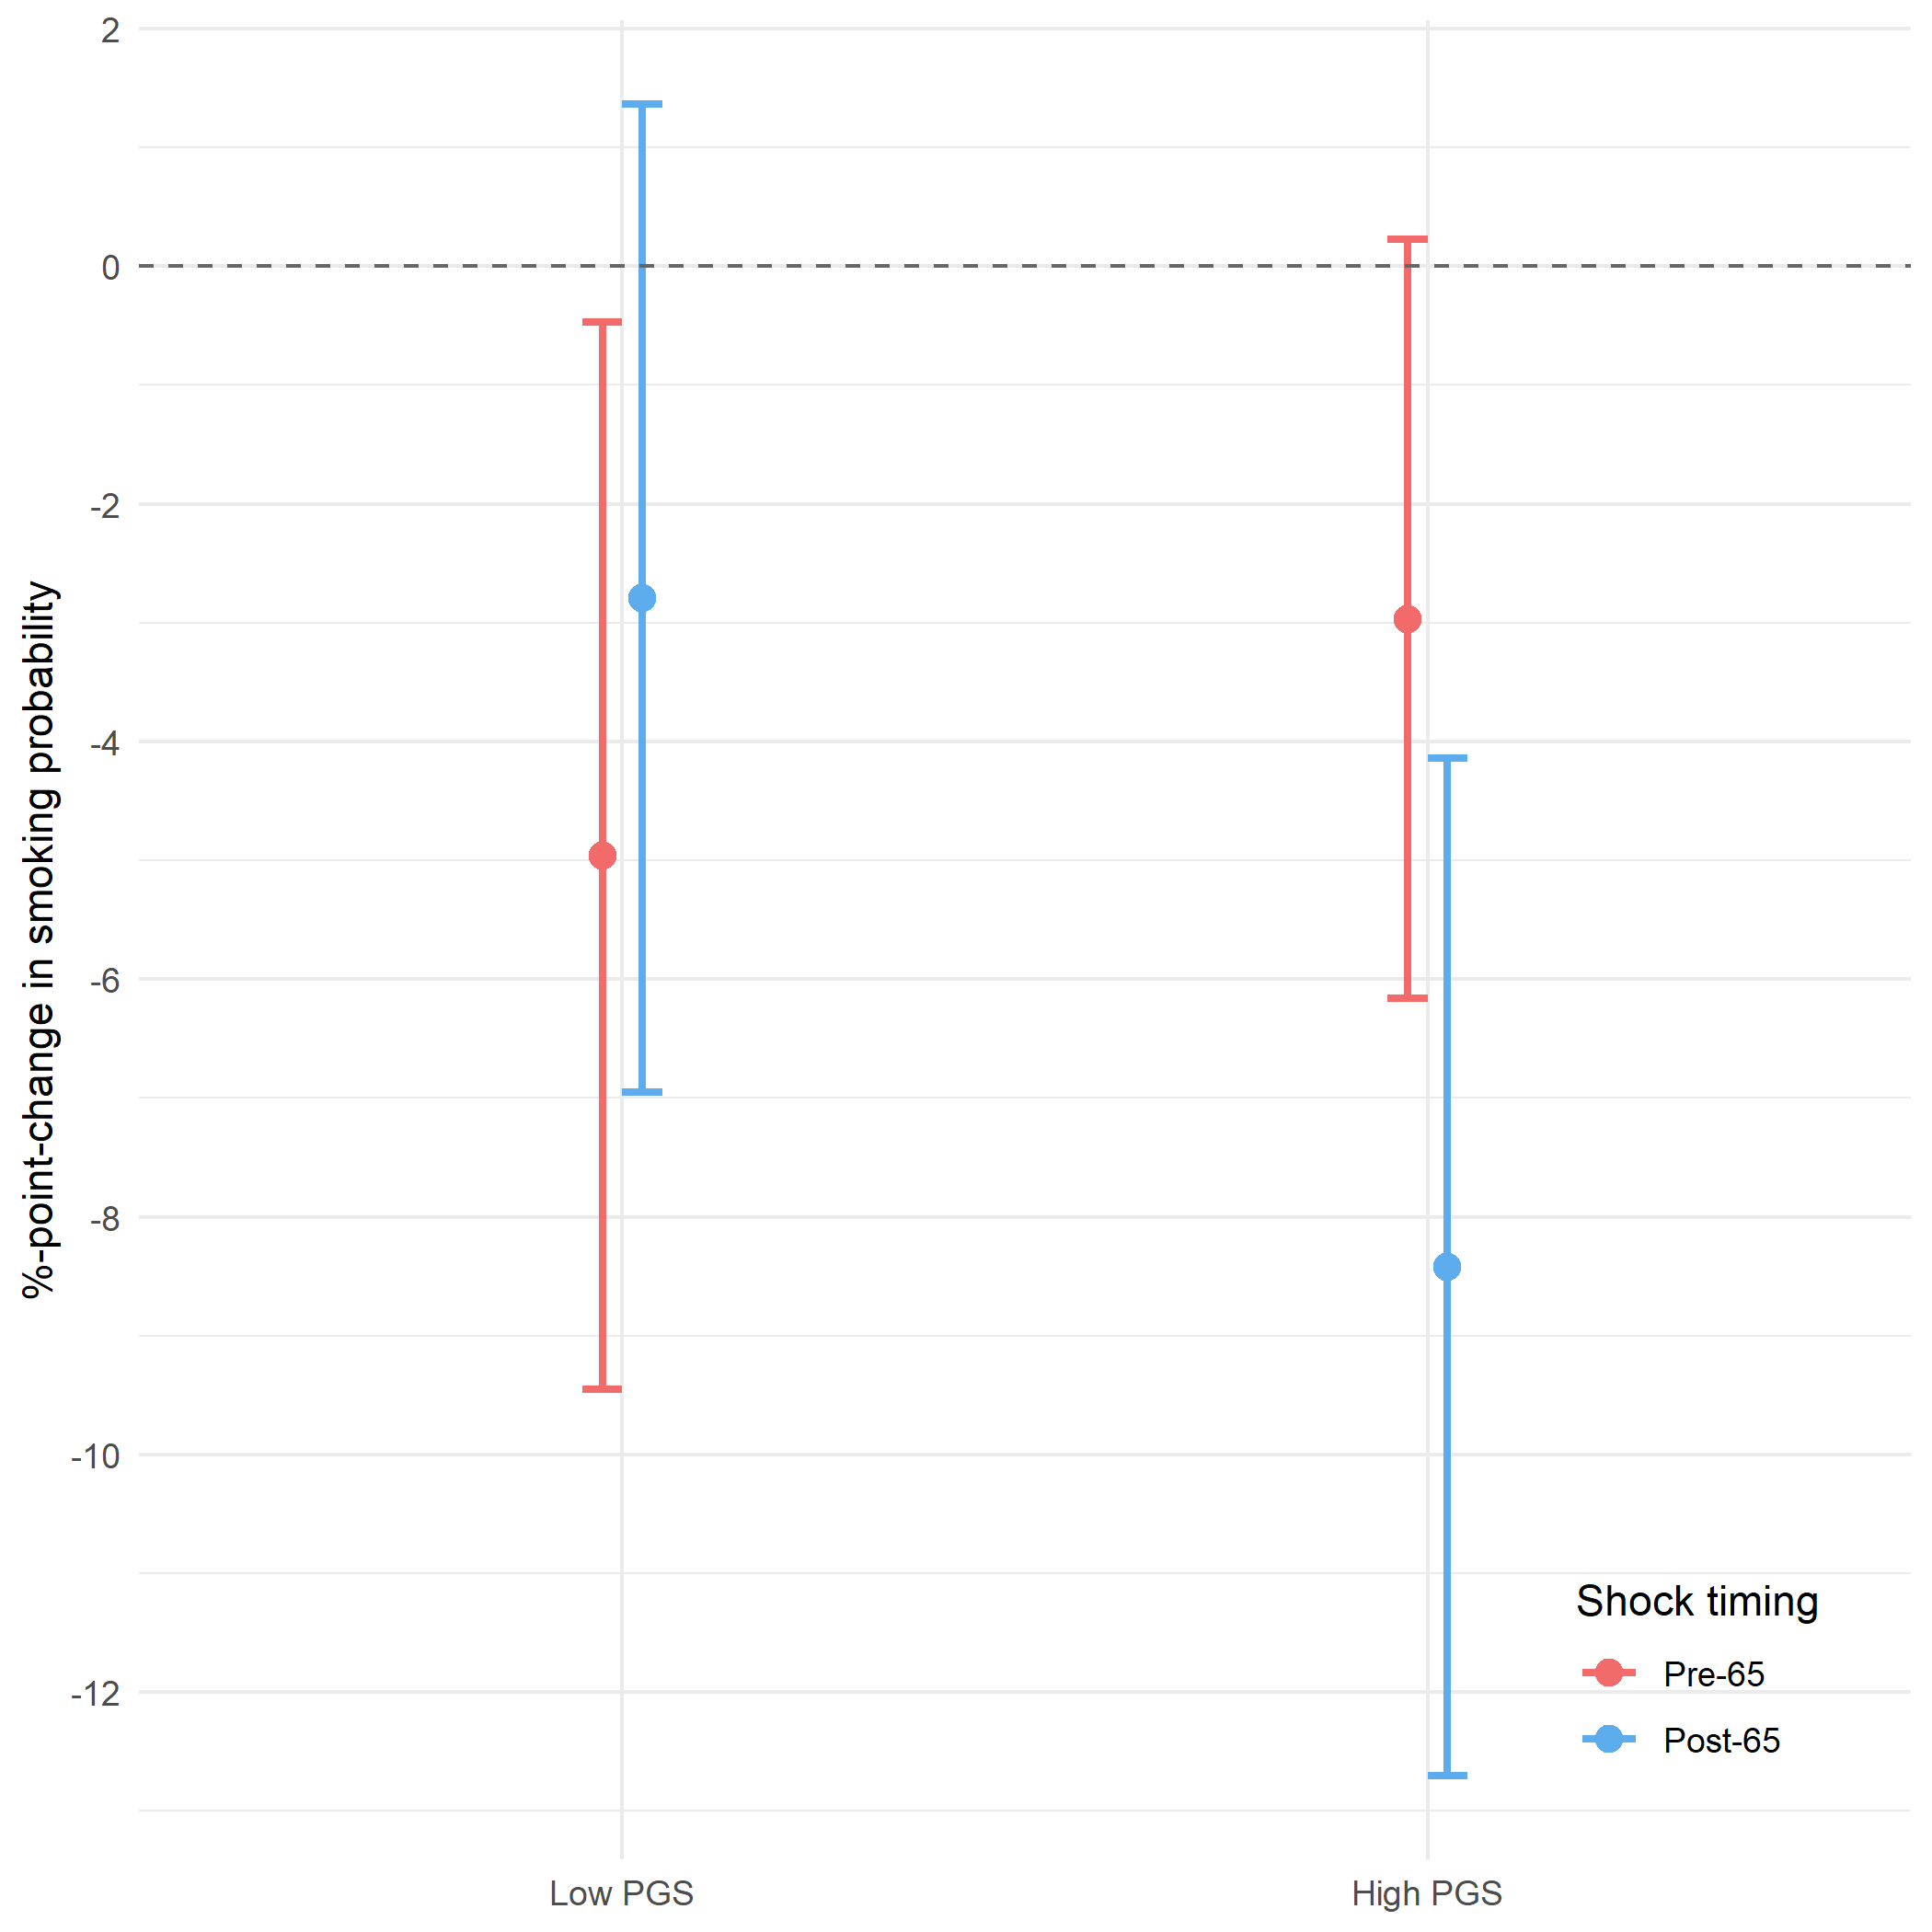 %-point-change in smoking probability
2
0
-2
-4
-6
-8
-10
-12
Low PGS
High PGS
Shock timing
Pre-65
Post-65